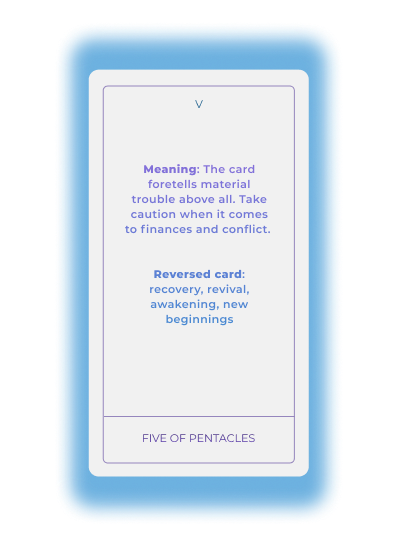 V
Meaning: The card
foretells material
trouble above all. Take
caution when it comes
to finances and conflict.
Reversed card:
recovery, revival,
awakening, new
beginnings
FIVE OF PENTACLES